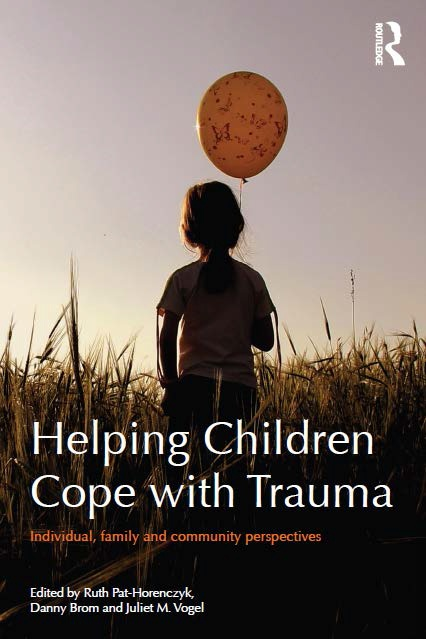 ROUTLEDGE
Helping Children
Cope with Trauma
Individual, family and community perspectives
Edited by Ruth Pat-Horenczyk,
Danny Brom and Juliet M. Vogel